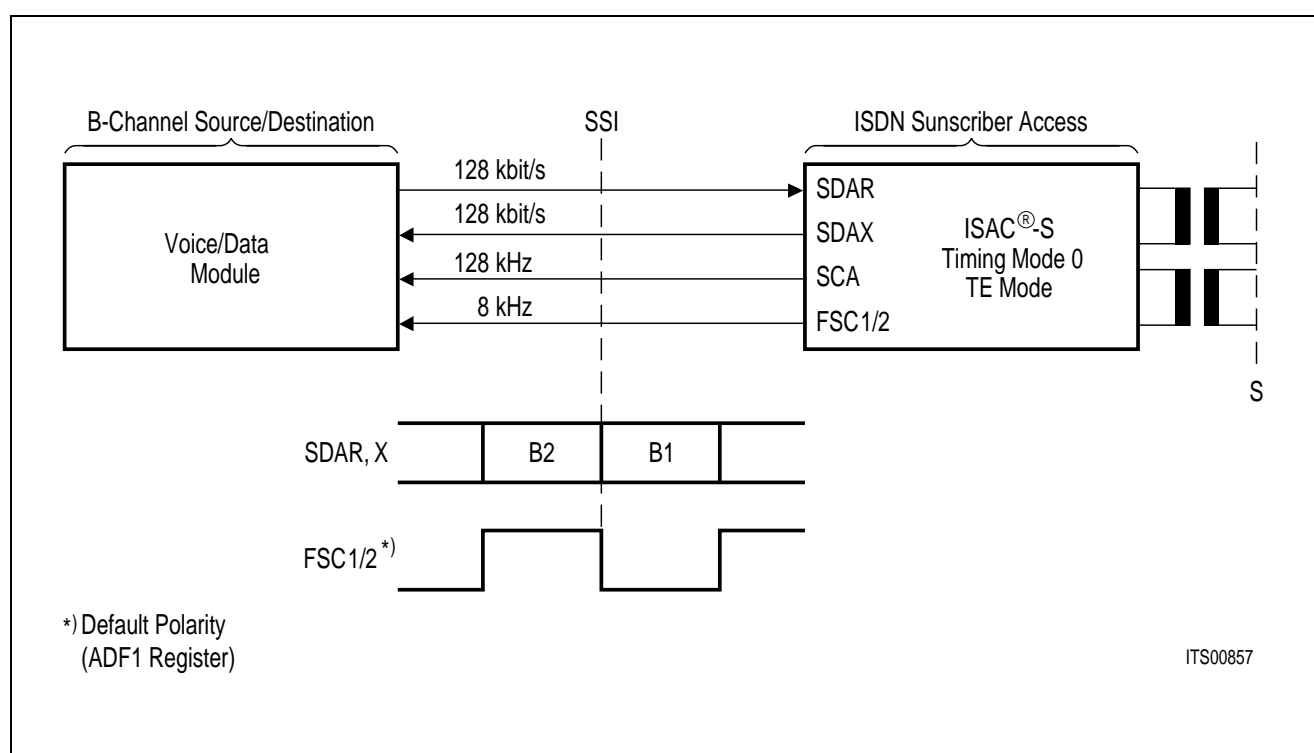 B-Channel Source/Destination
SSI
ISDN Sunscriber Access
Voice/Data
Module
128 kbit/s
128 kbit/s
128 kHz
8 kHz
SDAR
SDAX
SCA
FSC1/2
ISAC®-S
Timing Mode 0
TE Mode
S
SDAR, X
B2
B1
FSC1/2 *)
*) Default Polarity
(ADF1 Register)
ITS00857